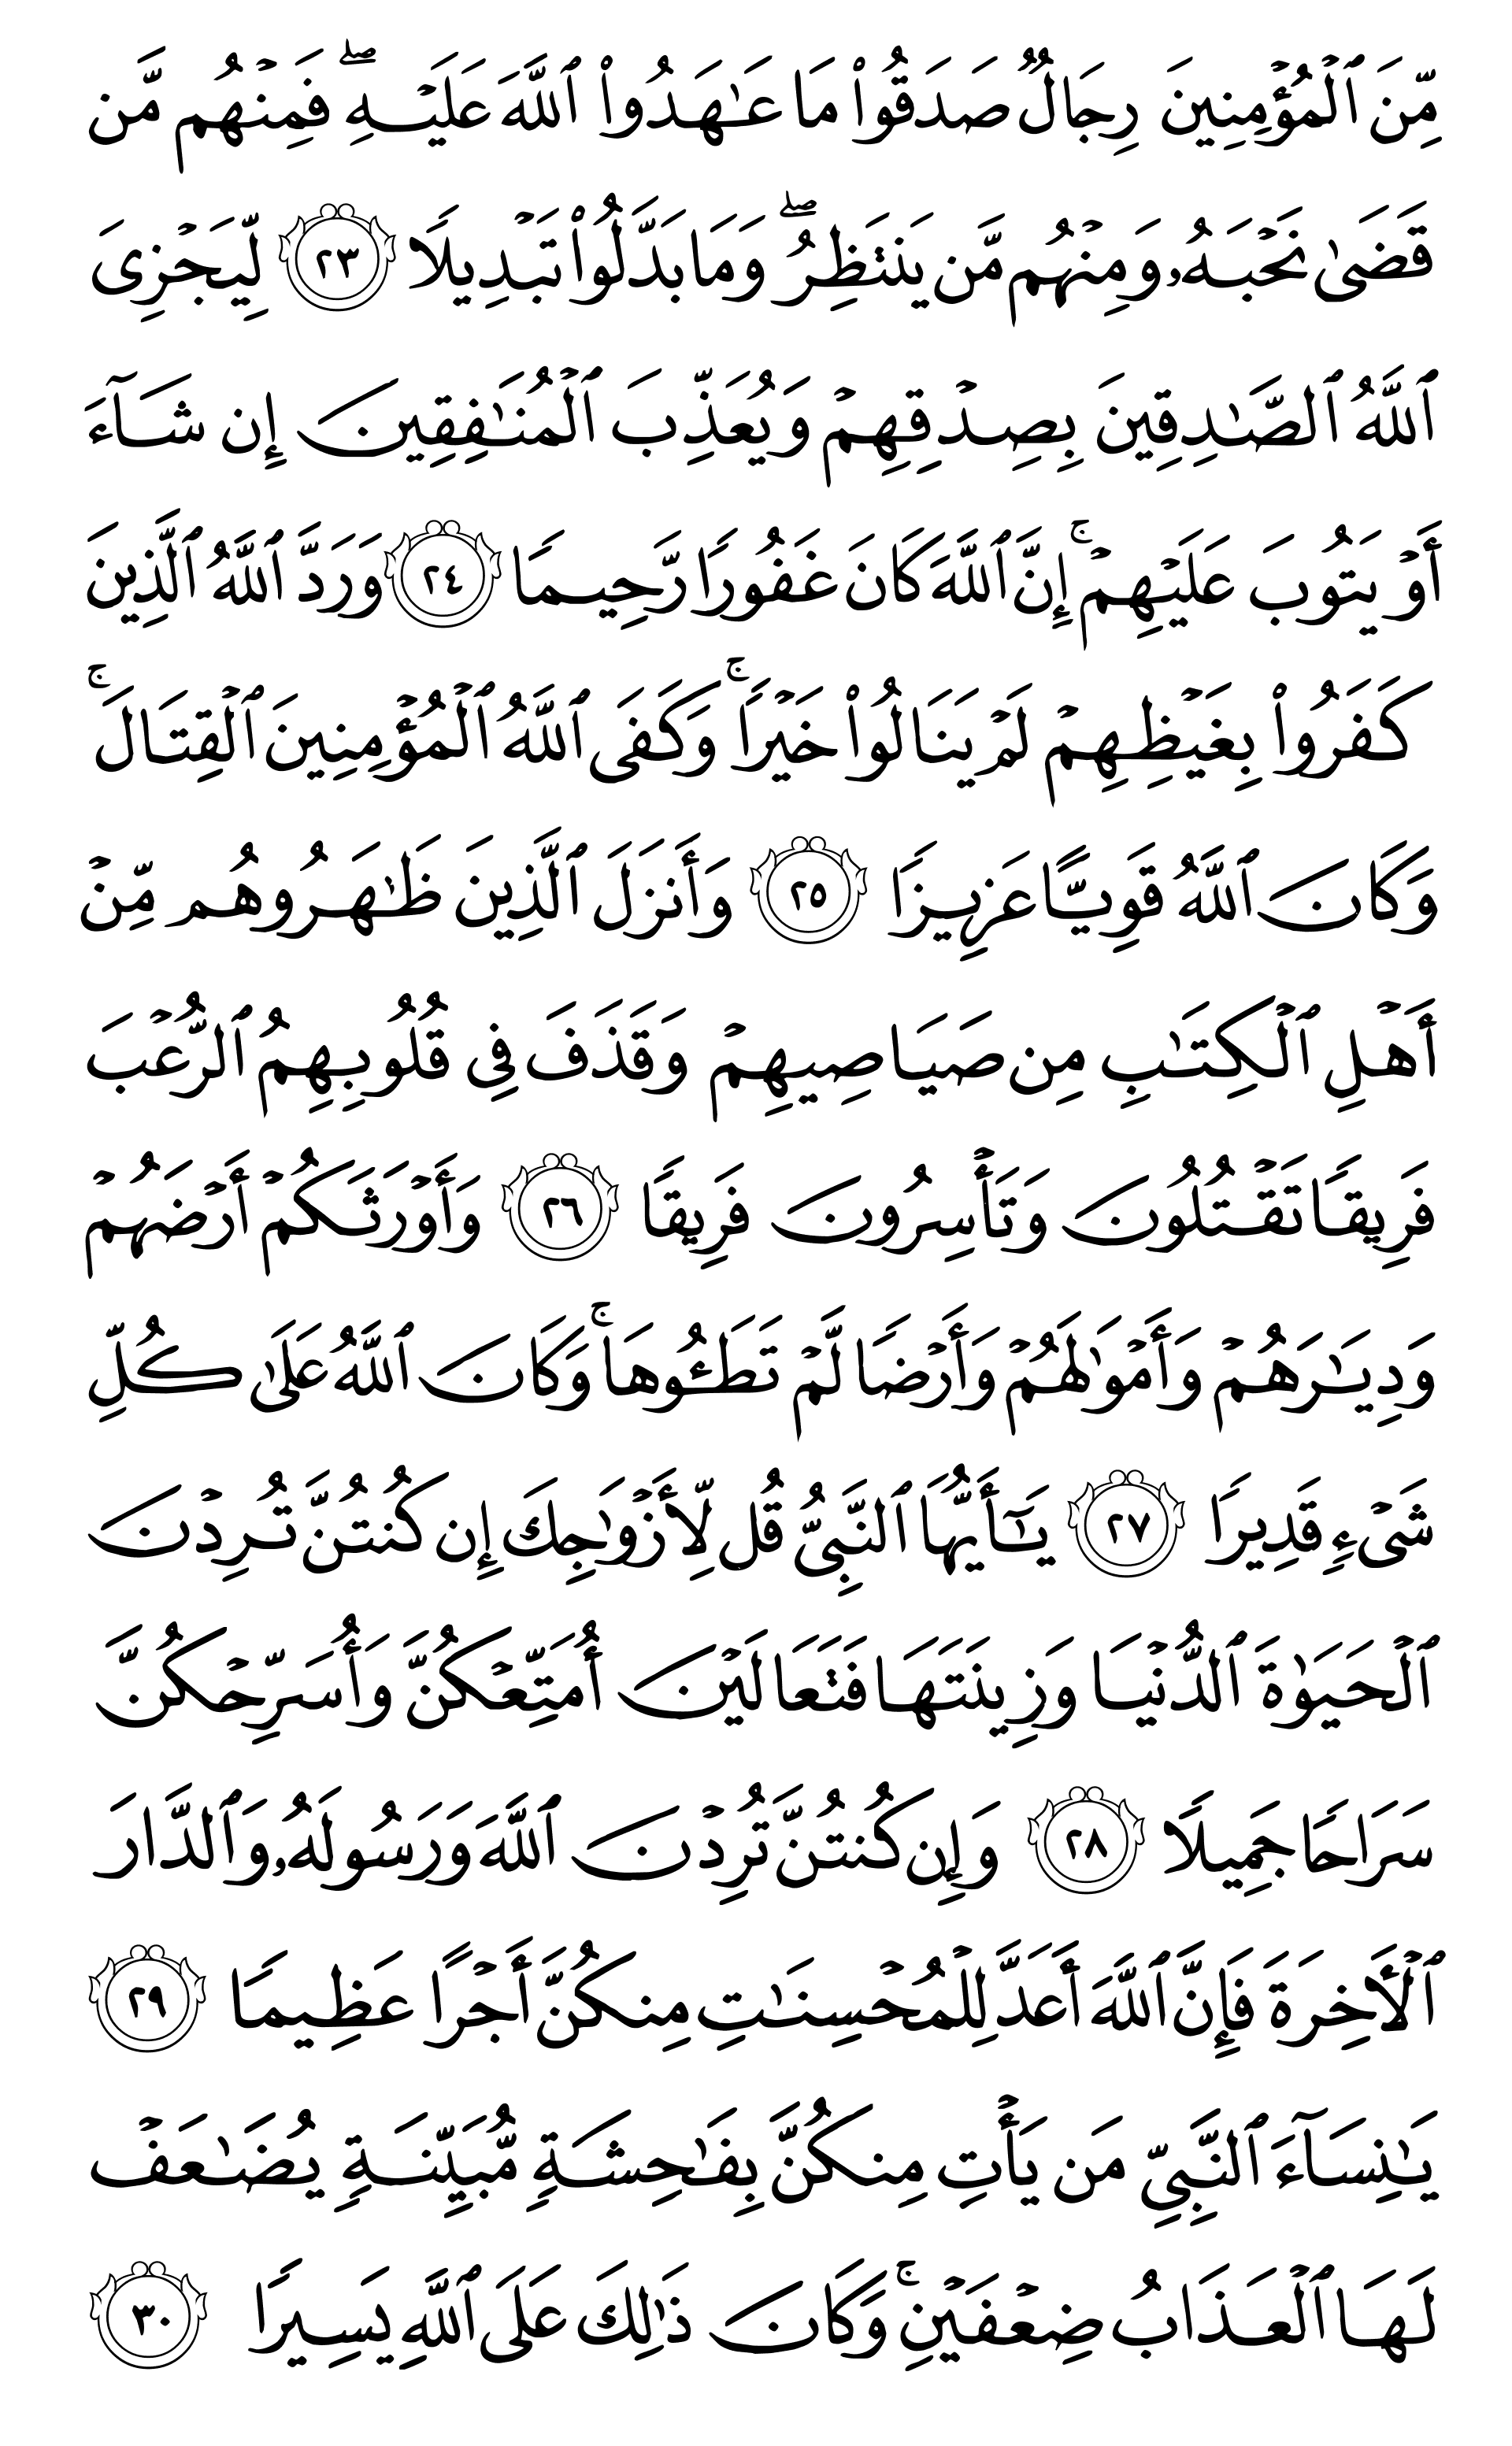 مِّنَ ٱلۡمُؤۡمِنِينَ رِجَالٞ صَدَقُواْ مَا عَٰهَدُواْ ٱللَّهَ عَلَيۡهِۖ فَمِنۡهُم مَّن
قَضَىٰ نَحۡبَهُۥ وَمِنۡهُم مَّن يَنتَظِرُۖ وَمَا بَدَّلُواْ تَبۡدِيلٗا ٢٣ لِّيَجۡزِيَ
ٱللَّهُ ٱلصَّٰدِقِينَ بِصِدۡقِهِمۡ وَيُعَذِّبَ ٱلۡمُنَٰفِقِينَ إِن شَآءَ
أَوۡ يَتُوبَ عَلَيۡهِمۡۚ إِنَّ ٱللَّهَ كَانَ غَفُورٗا رَّحِيمٗا ٢٤ وَرَدَّ ٱللَّهُ ٱلَّذِينَ
كَفَرُواْ بِغَيۡظِهِمۡ لَمۡ يَنَالُواْ خَيۡرٗاۚ وَكَفَى ٱللَّهُ ٱلۡمُؤۡمِنِينَ ٱلۡقِتَالَۚ
وَكَانَ ٱللَّهُ قَوِيًّا عَزِيزٗا ٢٥ وَأَنزَلَ ٱلَّذِينَ ظَٰهَرُوهُم مِّنۡ
أَهۡلِ ٱلۡكِتَٰبِ مِن صَيَاصِيهِمۡ وَقَذَفَ فِي قُلُوبِهِمُ ٱلرُّعۡبَ
فَرِيقٗا تَقۡتُلُونَ وَتَأۡسِرُونَ فَرِيقٗا ٢٦ وَأَوۡرَثَكُمۡ أَرۡضَهُمۡ
وَدِيَٰرَهُمۡ وَأَمۡوَٰلَهُمۡ وَأَرۡضٗا لَّمۡ تَطَـُٔوهَاۚ وَكَانَ ٱللَّهُ عَلَىٰ كُلِّ
شَيۡءٖ قَدِيرٗا ٢٧ يَٰٓأَيُّهَا ٱلنَّبِيُّ قُل لِّأَزۡوَٰجِكَ إِن كُنتُنَّ تُرِدۡنَ
ٱلۡحَيَوٰةَ ٱلدُّنۡيَا وَزِينَتَهَا فَتَعَالَيۡنَ أُمَتِّعۡكُنَّ وَأُسَرِّحۡكُنَّ
سَرَاحٗا جَمِيلٗا ٢٨ وَإِن كُنتُنَّ تُرِدۡنَ ٱللَّهَ وَرَسُولَهُۥ وَٱلدَّارَ
ٱلۡأٓخِرَةَ فَإِنَّ ٱللَّهَ أَعَدَّ لِلۡمُحۡسِنَٰتِ مِنكُنَّ أَجۡرًا عَظِيمٗا ٢٩
يَٰنِسَآءَ ٱلنَّبِيِّ مَن يَأۡتِ مِنكُنَّ بِفَٰحِشَةٖ مُّبَيِّنَةٖ يُضَٰعَفۡ
لَهَا ٱلۡعَذَابُ ضِعۡفَيۡنِۚ وَكَانَ ذَٰلِكَ عَلَى ٱللَّهِ يَسِيرٗا ٣٠